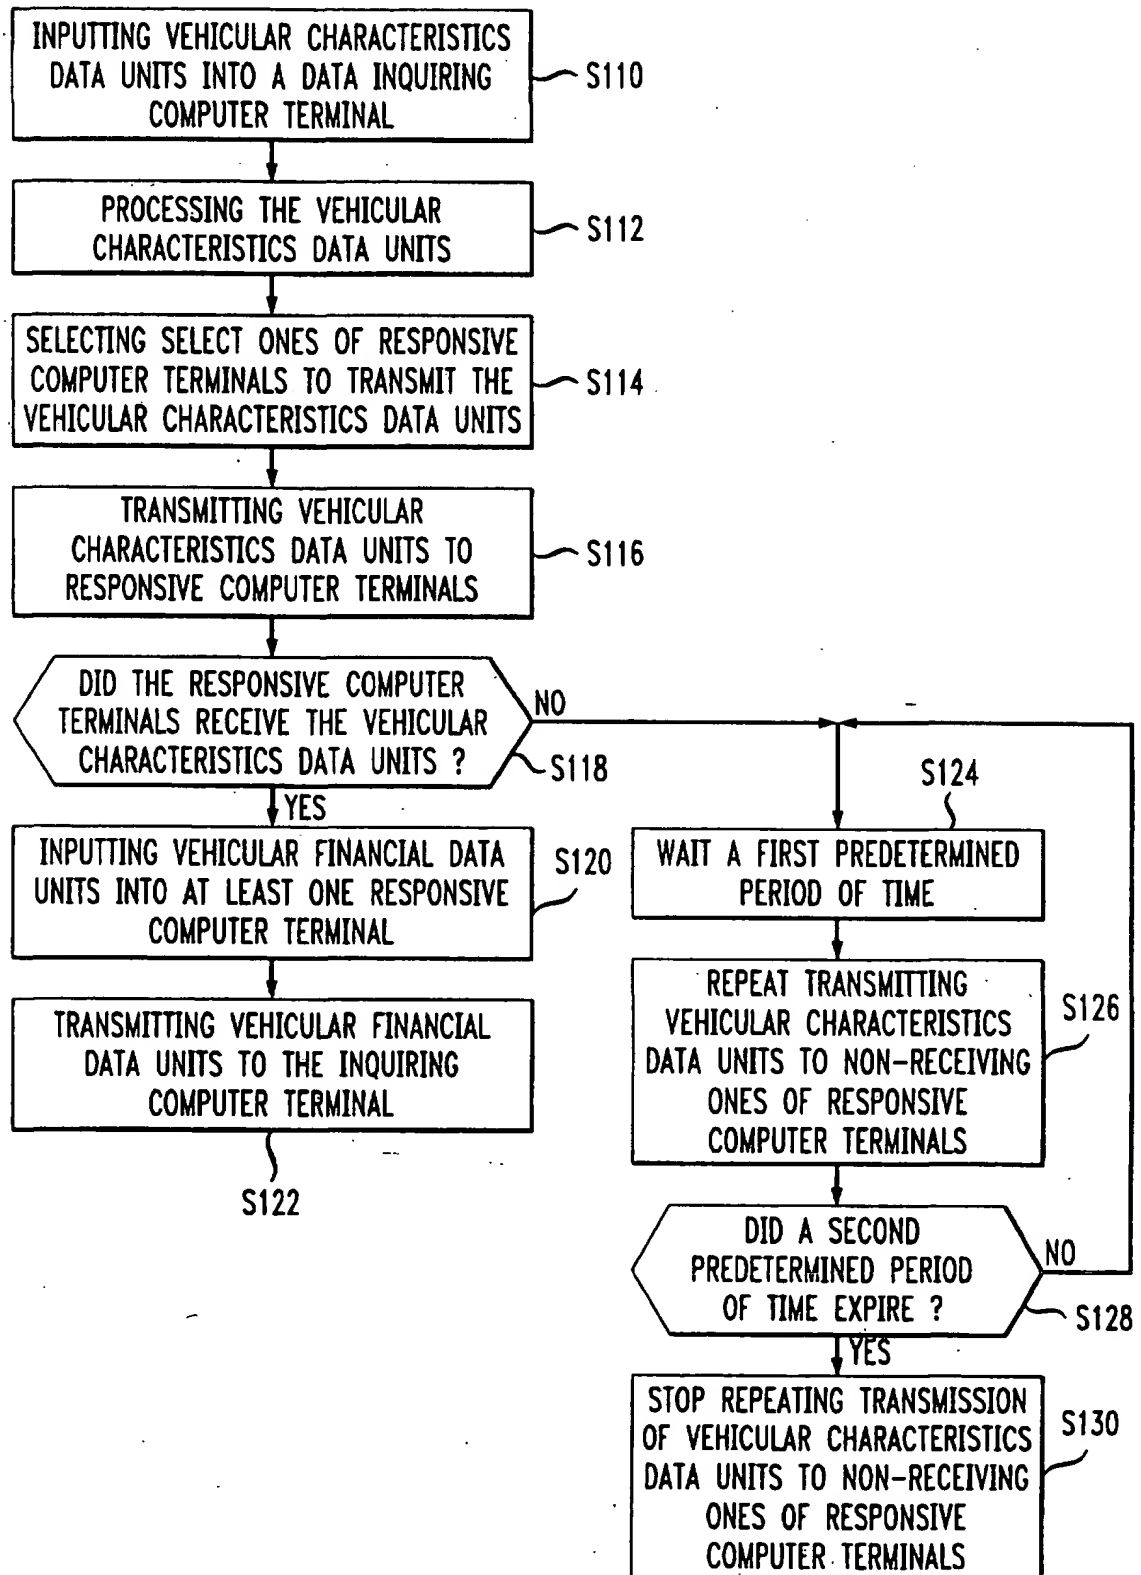 INPUTTING VEHICULAR CHARACTERISTICS
DATA UNITS INTO A DATA INQUIRING
COMPUTER TERMINAL
S110
PROCESSING THE VEHICULAR
CHARACTERISTICS DATA UNITS
S112
SELECTING SELECT ONES OF RESPONSIVE
COMPUTER TERMINALS TO TRANSMIT THE
VEHICULAR CHARACTERISTICS DATA UNITS
S114
TRANSMITTING VEHICULAR
CHARACTERISTICS DATA UNITS TO
RESPONSIVE COMPUTER TERMINALS
S116
DID THE RESPONSIVE COMPUTER
TERMINALS RECEIVE THE VEHICULAR
CHARACTERISTICS DATA UNITS ?
NO
S118
YES
INPUTTING VEHICULAR FINANCIAL DATA
UNITS INTO AT LEAST ONE RESPONSIVE
COMPUTER TERMINAL
S120
TRANSMITTING VEHICULAR FINANCIAL
DATA UNITS TO THE INQUIRING
COMPUTER TERMINAL
S122
S124
WAIT A FIRST PREDETERMINED
PERIOD OF TIME
REPEAT TRANSMITTING
VEHICULAR CHARACTERISTICS
DATA UNITS TO NON-RECEIVING
ONES OF RESPONSIVE
COMPUTER TERMINALS
S126
DID A SECOND
PREDETERMINED PERIOD
OF TIME EXPIRE ?
NO
S128
YES
STOP REPEATING TRANSMISSION
OF VEHICULAR CHARACTERISTICS
DATA UNITS TO NON-RECEIVING
ONES OF RESPONSIVE
COMPUTER TERMINALS
S130